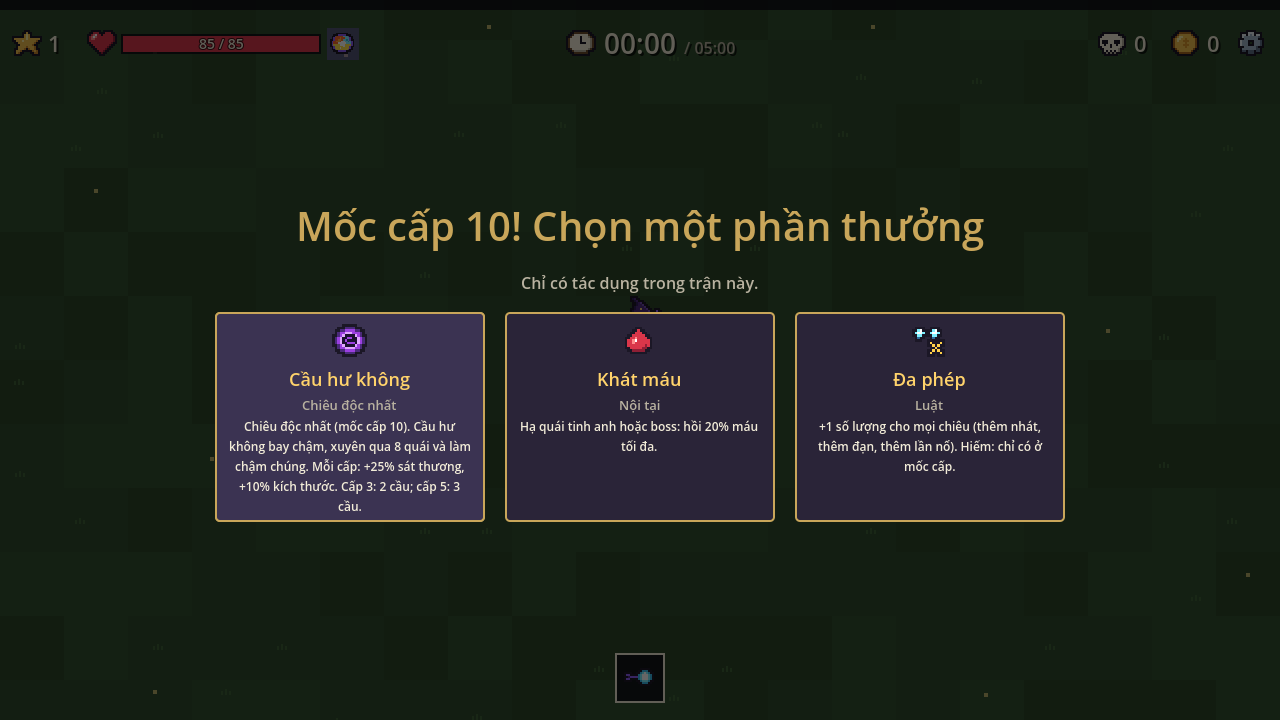 1
85 / 85
00:00 / 05:00
0
0
Mốc cấp 10! Chọn một phần thưởng
Chỉ có tác dụng trong trận này.
Cầu hư không
Chiêu độc nhất
Chiêu độc nhất (mốc cấp 10). Cầu hư
không bay chậm, xuyên qua 8 quái và làm
chậm chúng. Mỗi cấp: +25% sát thương,
+10% kích thước. Cấp 3: 2 cầu; cấp 5: 3
cầu.
Khát máu
Nội tại
Hạ quái tinh anh hoặc boss: hồi 20% máu
tối đa.
Đa phép
Luật
+1 số lượng cho mọi chiêu (thêm nhát,
thêm đạn, thêm lần nổ). Hiếm: chỉ có ở
mốc cấp.